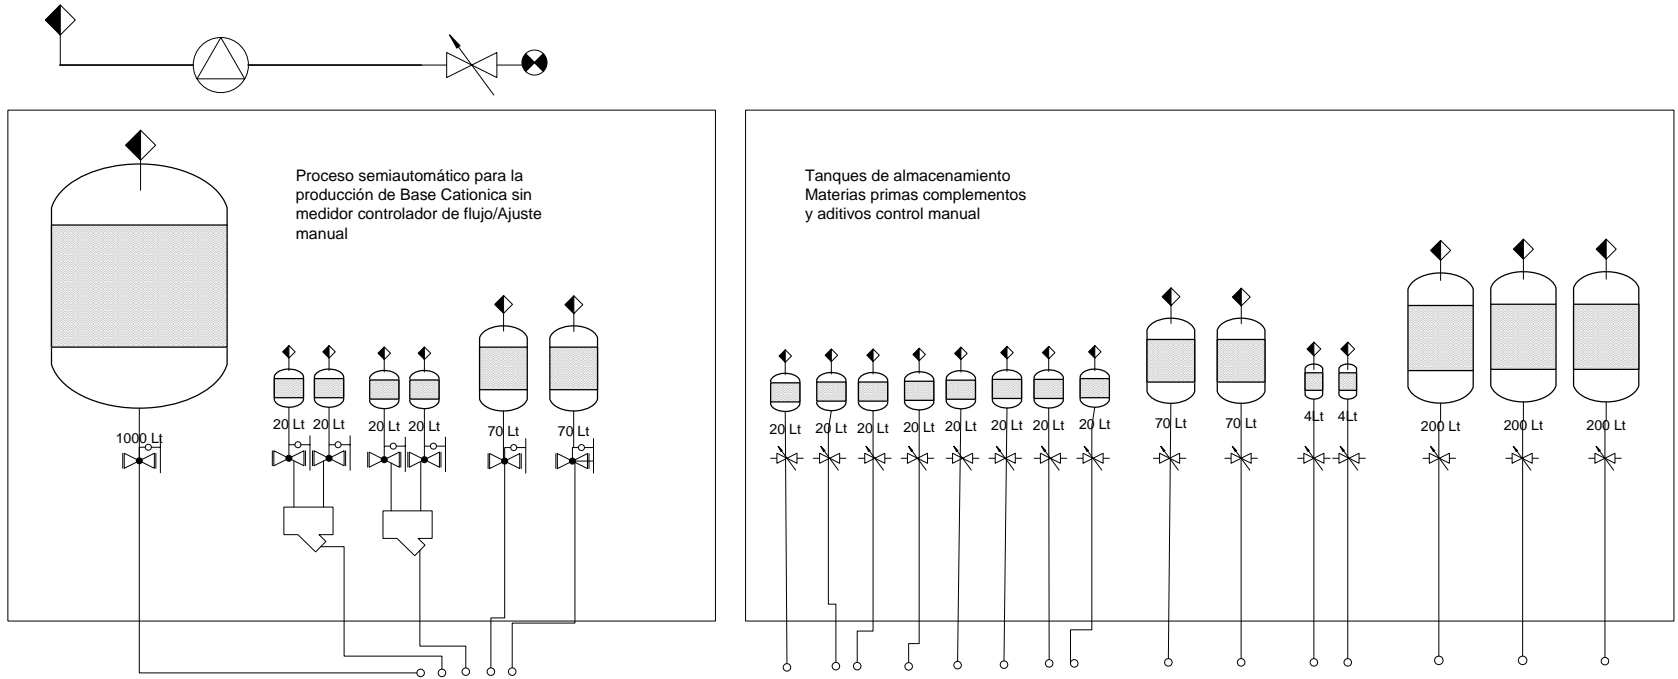 Proceso semiautomático para la
producción de Base Cationica sin
medidor controlador de flujo/Ajuste
manual
Tanques de almacenamiento
Materias primas complementos
y aditivos control manual
1000 Lt
20 Lt
20 Lt
20 Lt
20 Lt
70 Lt
70 Lt
20 Lt
20 Lt
20 Lt
20 Lt
20 Lt
20 Lt
20 Lt
20 Lt
70 Lt
70 Lt
4Lt
4Lt
200 Lt
200 Lt
200 Lt